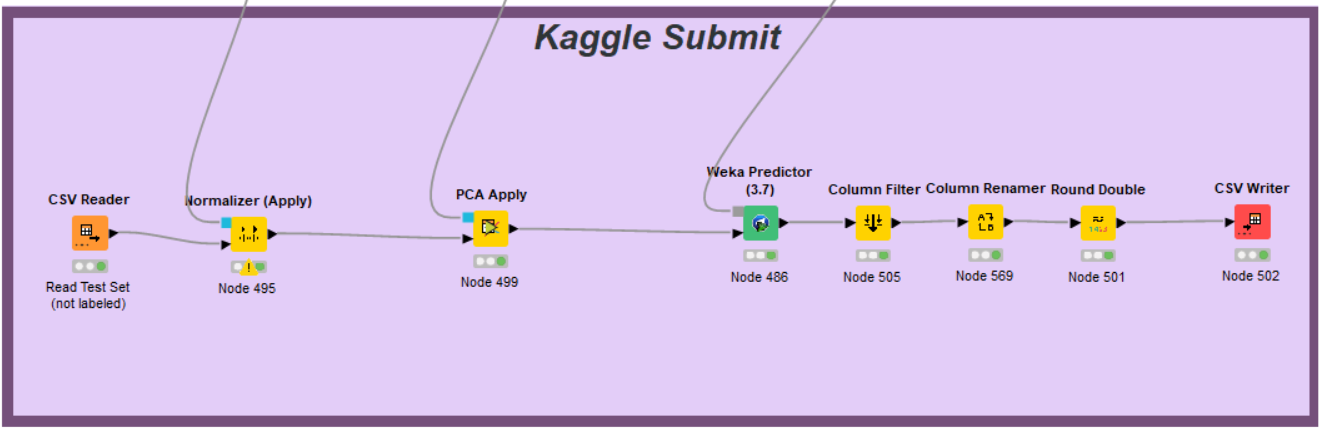 Kaggle Submit
CSV Reader
Read Test Set
(not labeled)
Normalizer (Apply)
Node 495
PCA Apply
Node 499
Weka Predictor
(3.7)
Node 486
Column Filter
Node 505
Column Renamer
Node 569
Round Double
Node 501
CSV Writer
Node 502